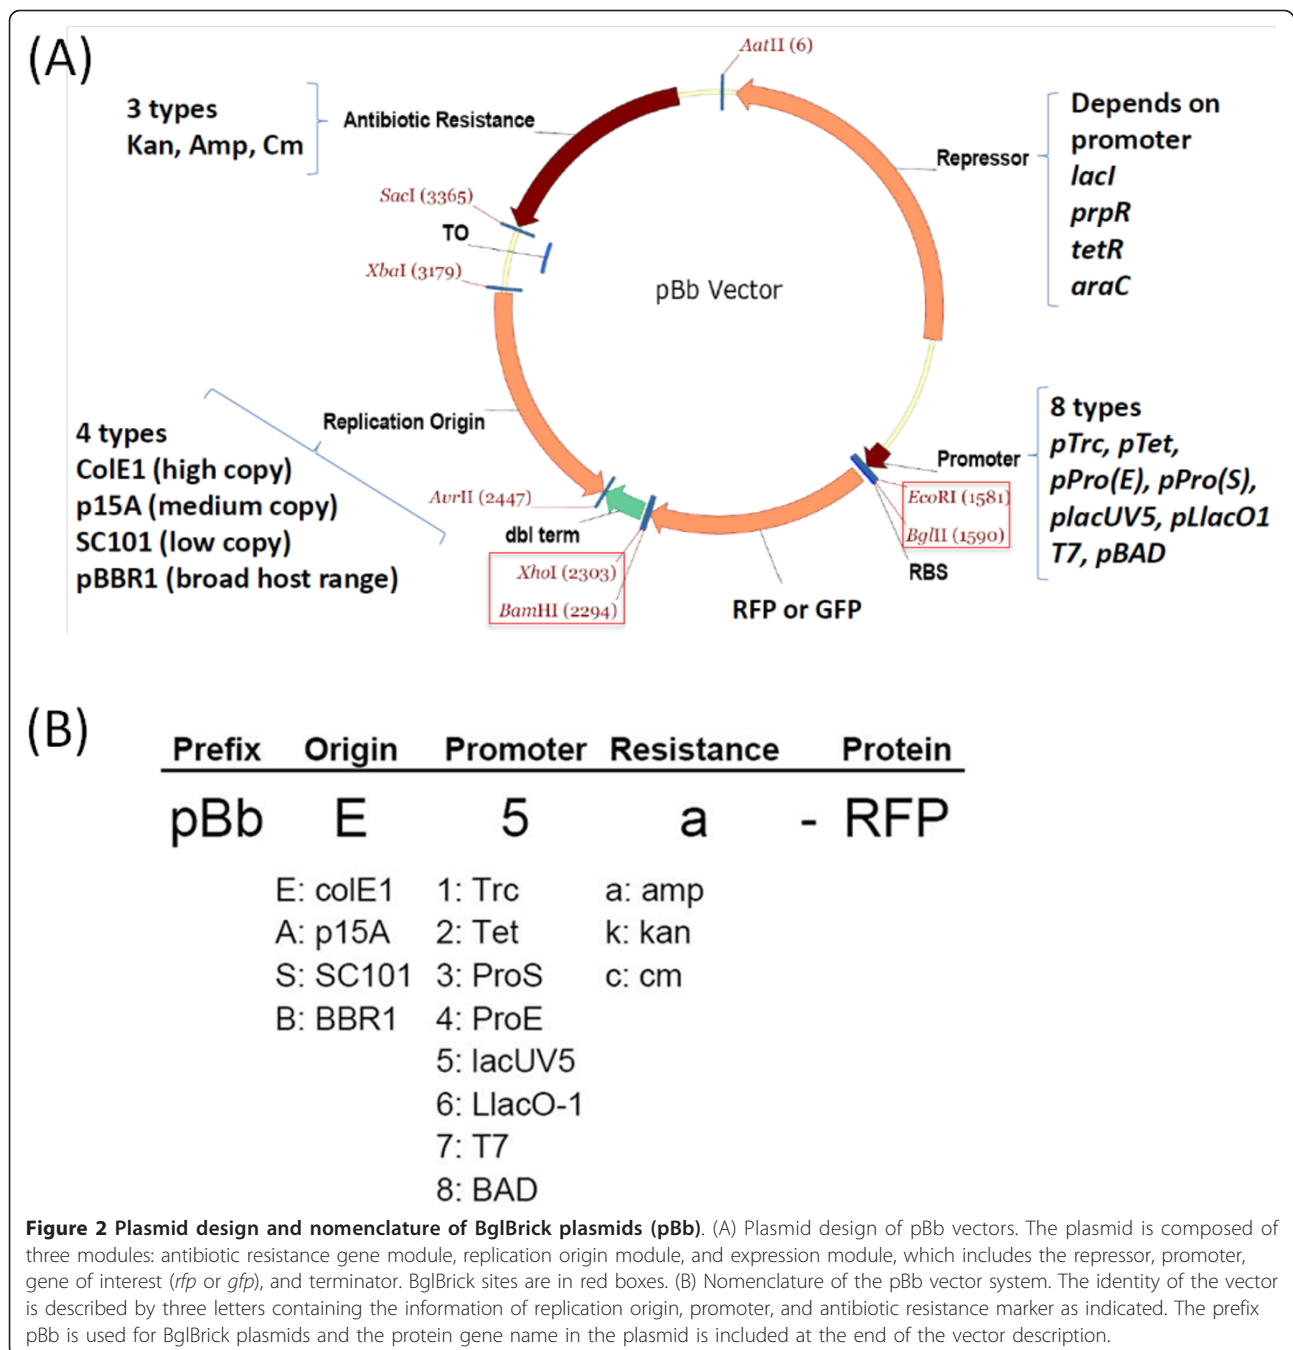 (A)
AatII (6)
3 types
Kan, Amp, Cm
Antibiotic Resistance
Depends on
promoter
lacI
prpR
tetR
araC
Repressor
SacI (3365)
TO
XbaI (3179)
pBb Vector
Replication Origin
4 types
ColE1 (high copy)
p15A (medium copy)
SC101 (low copy)
pBBR1 (broad host range)
8 types
pTrc, pTet,
pPro(E), pPro(S),
placUV5, pLlacO1
T7, pBAD
Promoter
EcoRI (1581)
BglII (1590)
RBS
AvrII (2447)
dbl term
XhoI (2303)
BamHI (2294)
RFP or GFP
(B)
Prefix Origin Promoter Resistance Protein
pBb E 5 a - RFP
E: colE1 1: Trc a: amp
A: p15A 2: Tet k: kan
S: SC101 3: ProS c: cm
B: BBR1 4: ProE
5: lacUV5
6: LlacO-1
7: T7
8: BAD
Figure 2 Plasmid design and nomenclature of BglBrick plasmids (pBb). (A) Plasmid design of pBb vectors. The plasmid is composed of
three modules: antibiotic resistance gene module, replication origin module, and expression module, which includes the repressor, promoter,
gene of interest (rfp or gfp), and terminator. BglBrick sites are in red boxes. (B) Nomenclature of the pBb vector system. The identity of the vector
is described by three letters containing the information of replication origin, promoter, and antibiotic resistance marker as indicated. The prefix
pBb is used for BglBrick plasmids and the protein gene name in the plasmid is included at the end of the vector description.